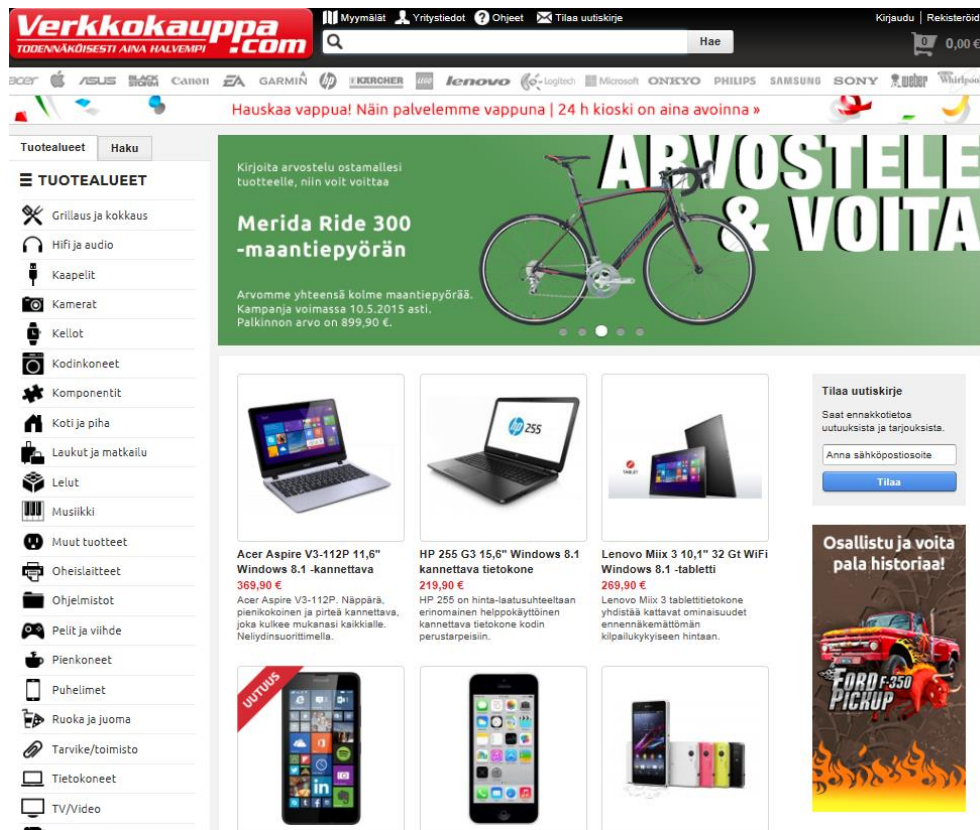 Verkkokauppa
.com
TODENNÄKÖISESTI AINA HALVEMPI
Myymälät Yritystiedot Ohjeet Tilaa uutiskirje
Kirjaudu | Rekisteröid
Hae
0 0,00 €
acer ASUS BLACK SIGMA Canon EA GARMIN hp KÄRCHER LEGO lenovo Logitech Microsoft ONKYO PHILIPS SAMSUNG SONY weber Whirlpool
Hauskaa vappua! Näin palvelemme vappuna | 24 h kioski on aina avoinna »
Tuotealueet Haku
TUOTEALUEET
Grillaus ja kokkaus
Hifi ja audio
Kaapelit
Kamerat
Kellot
Kodinkoneet
Komponentit
Koti ja piha
Laukut ja matkailu
Lelut
Musiikki
Muut tuotteet
Oheislaitteet
Ohjelmistot
Pelit ja viihde
Pienkoneet
Puhelimet
Ruoka ja juoma
Tarvike/toimisto
Tietokoneet
TV/Video
Kirjoita arvostelu ostamallesi
tuotteelle, niin voit voittaa
Merida Ride 300
-maantiepyörän
Arvomme yhteensä kolme maantiepyörää.
Kampanja voimassa 10.5.2015 asti.
Palkinnon arvo on 899,90 €.
ARVOSTELE
& VOITA
hp 255
Acer Aspire V3-112P 11,6"
Windows 8.1 -kannettava
369,90 €
Acer Aspire V3-112P. Näppärä,
pienikokoinen ja pirteä kannettava,
joka kulkee mukanasi kaikkialle.
Neliydinsuorittimella.
HP 255 G3 15,6" Windows 8.1
kannettava tietokone
219,90 €
HP 255 on hinta-laatusuhteeltaan
erinomainen helppokäyttöinen
kannettava tietokone kodin
perustarpeisiin.
TABLET
Lenovo Miix 3 10,1" 32 Gt WiFi
Windows 8.1 -tabletti
269,90 €
Lenovo Miix 3 tablettitietokone
yhdistää kattavat ominaisuudet
ennennäkemättömän
kilpailukykyiseen hintaan.
UUTUUS
Tilaa uutiskirje
Saat ennakkotietoa
uutuuksista ja tarjouksista.
Anna sähköpostiosoite
Tilaa
Osallistu ja voita
pala historiaa!
FORD F-350
PICKUP